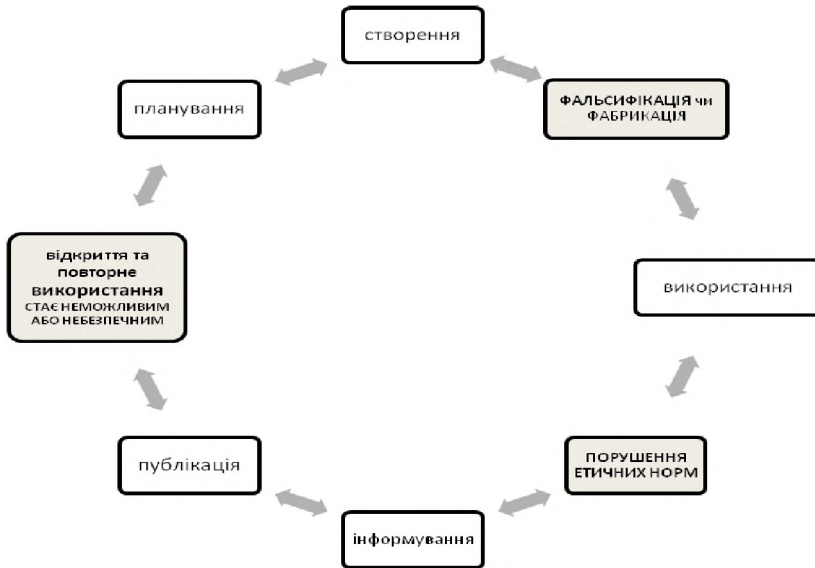 створення
планування
ФАЛЬСИФІКАЦІЯ чи
ФАБРИКАЦІЯ
відкриття та
повторне
використання
СТАЄ НЕМОЖЛИВИМ
АБО НЕБЕЗПЕЧНИМ
використання
публікація
ПОРУШЕННЯ
ЕТИЧНИХ НОРМ
інформування